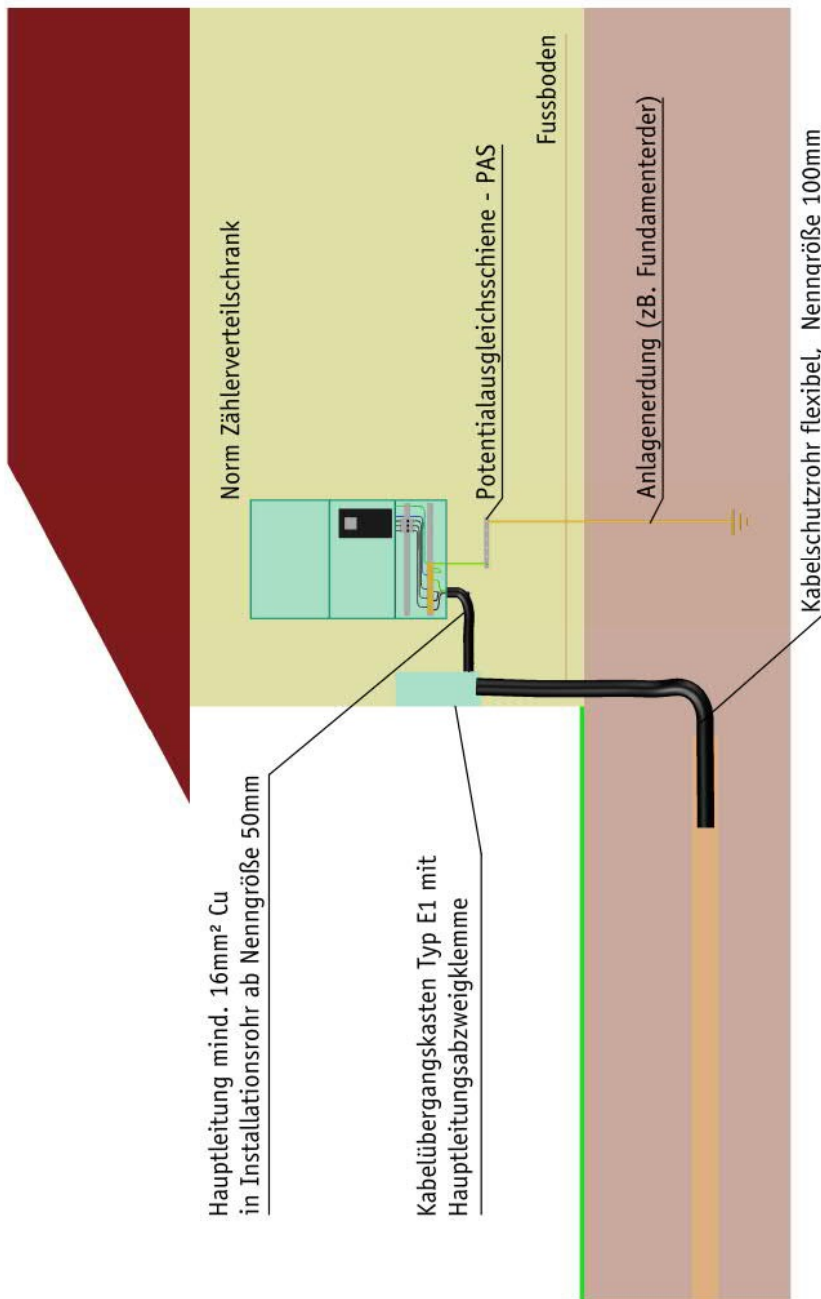 Norm Zählerverteilschrank
Hauptleitung mind. 16mm² Cu
in Installationsrohr ab Nenngröße 50mm
Kabelübergangskasten Typ E1 mit
Hauptleitungsabzweigklemme
Potentialausgleichsschiene - PAS
Fussboden
Anlagenerdung (zB. Fundamenterder)
Kabelschutzrohr flexibel, Nenngröße 100mm